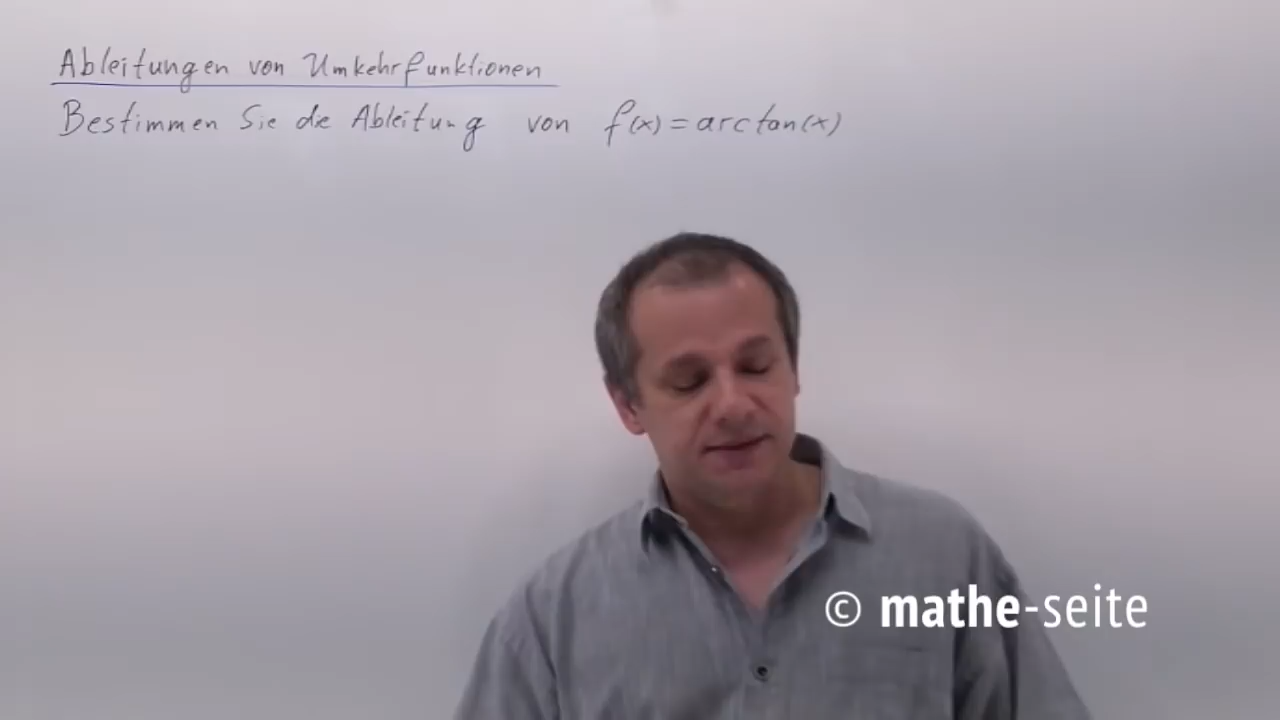 Ableitungen von Umkehrfunktionen
Bestimmen Sie die Ableitung von f(x)=arctan(x)
© mathe-seite